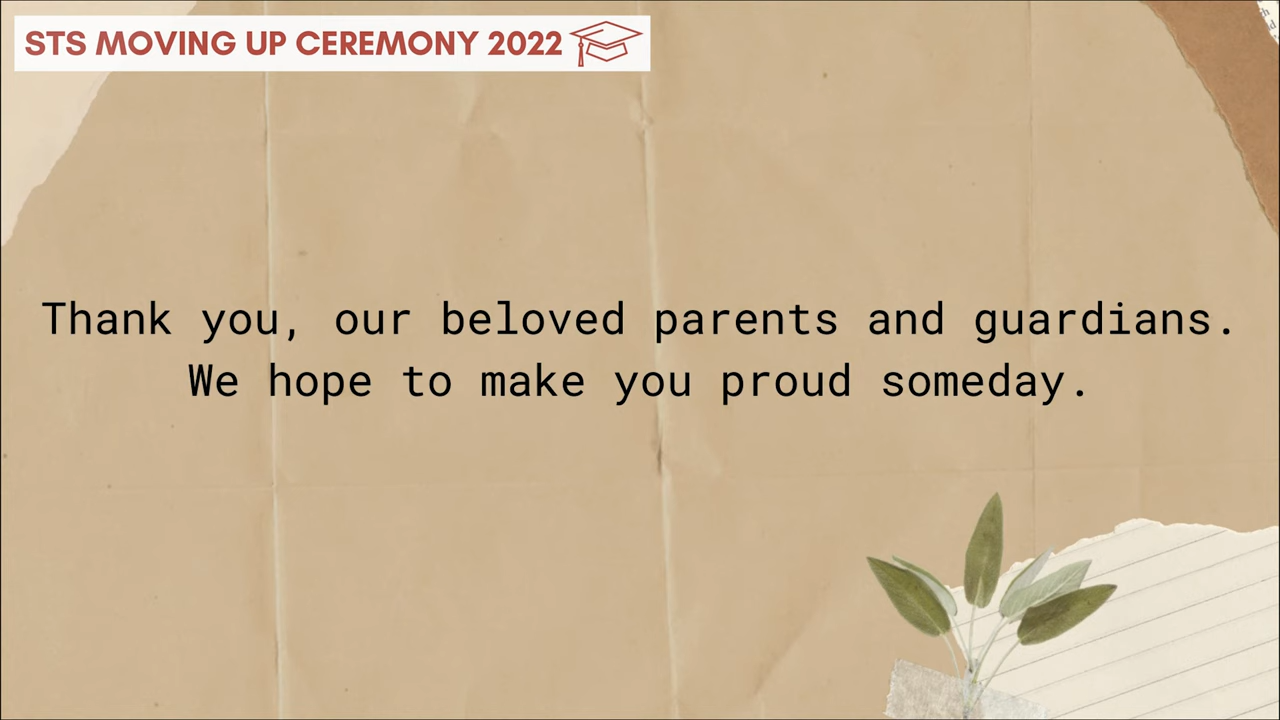 STS MOVING UP CEREMONY 2022
Thank you, our beloved parents and guardians.
We hope to make you proud someday.